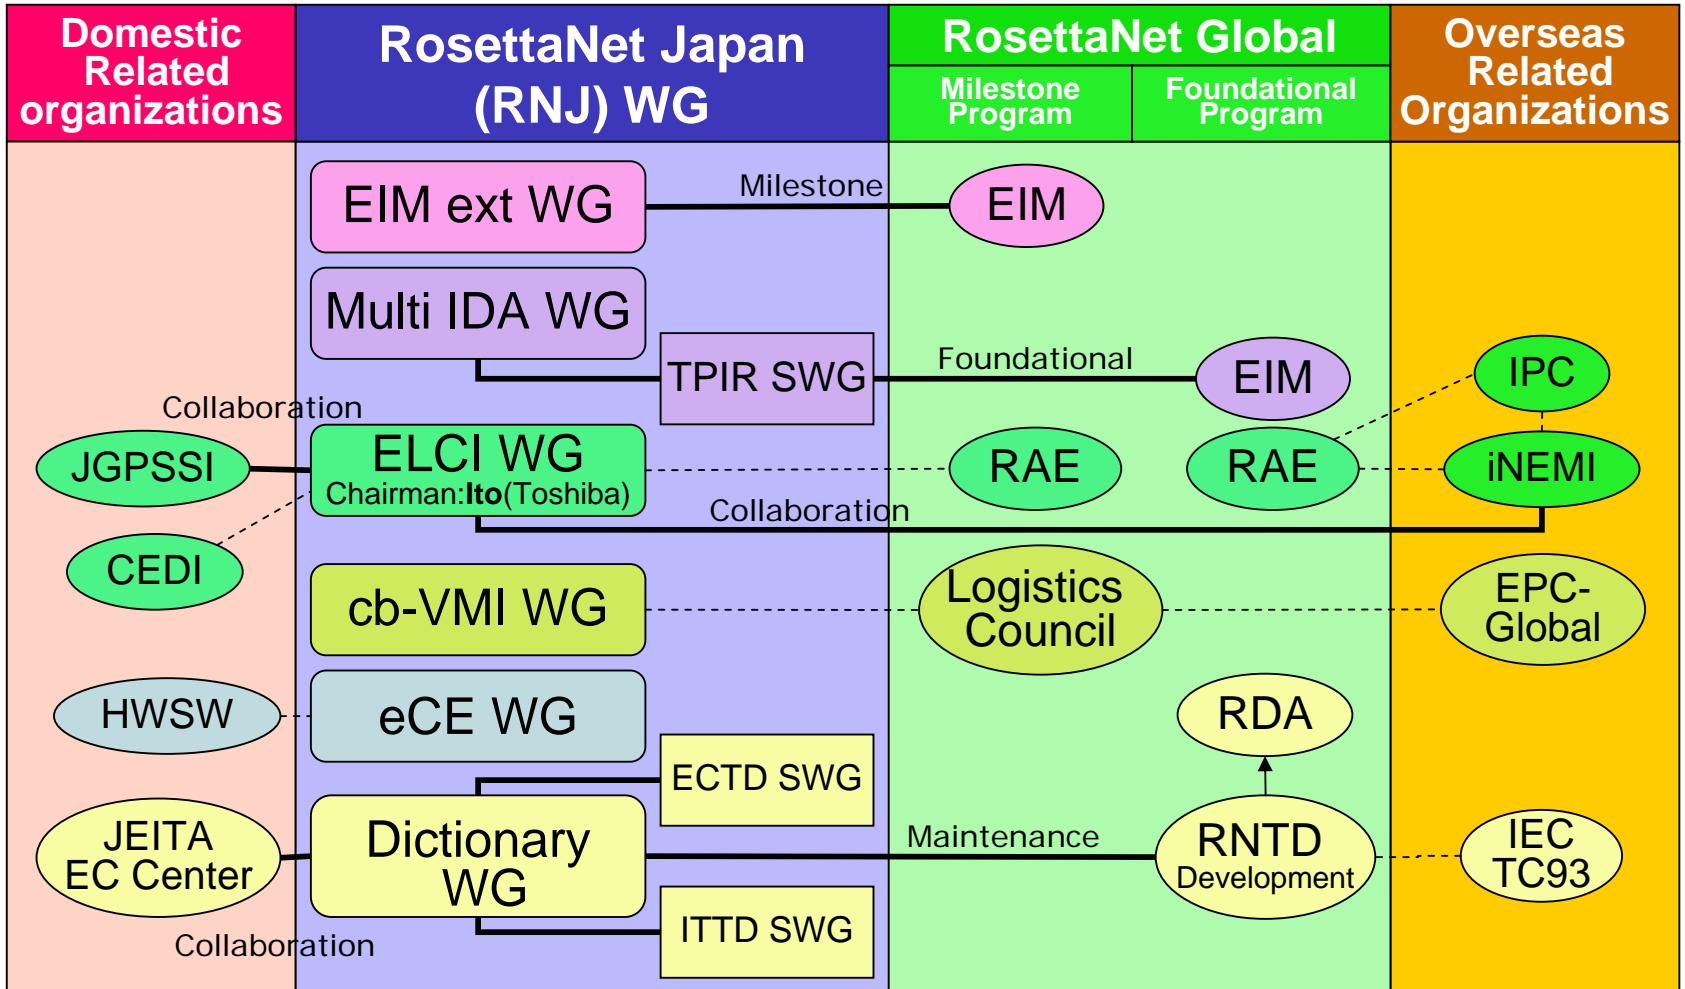 Domestic
Related
organizations
RosettaNet Japan
(RNJ) WG
RosettaNet Global
Milestone
Program
Foundational
Program
Overseas
Related
Organizations
EIM ext WG
Milestone
EIM
Multi IDA WG
TPIR SWG
Foundational
EIM
IPC
Collaboration
JGPSSI
ELCI WG
Chairman:Ito(Toshiba)
RAE
RAE
iNEMI
Collaboration
CEDI
cb-VMI WG
Logistics
Council
EPC-
Global
HWSW
eCE WG
RDA
ECTD SWG
JEITA
EC Center
Dictionary
WG
Maintenance
RNTD
Development
IEC
TC93
ITTD SWG
Collaboration